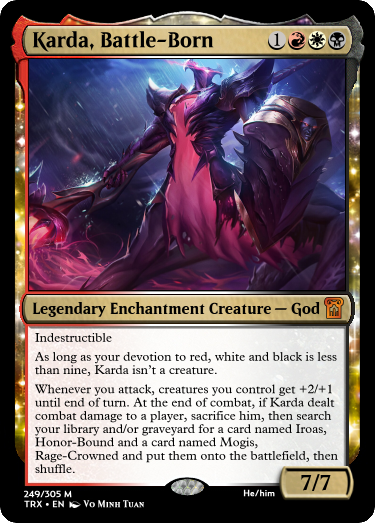 Karda, Battle-Born 1
Legendary Enchantment Creature — God
Indestructible
As long as your devotion to red, white and black is less
than nine, Karda isn't a creature.
Whenever you attack, creatures you control get +2/+1
until end of turn. At the end of combat, if Karda dealt
combat damage to a player, sacrifice him, then search
your library and/or graveyard for a card named Iroas,
Honor-Bound and a card named Mogis,
Rage-Crowned and put them onto the battlefield, then
shuffle.
7/7
249/305 M
TRX • EN Vo Minh Tuan
He/him